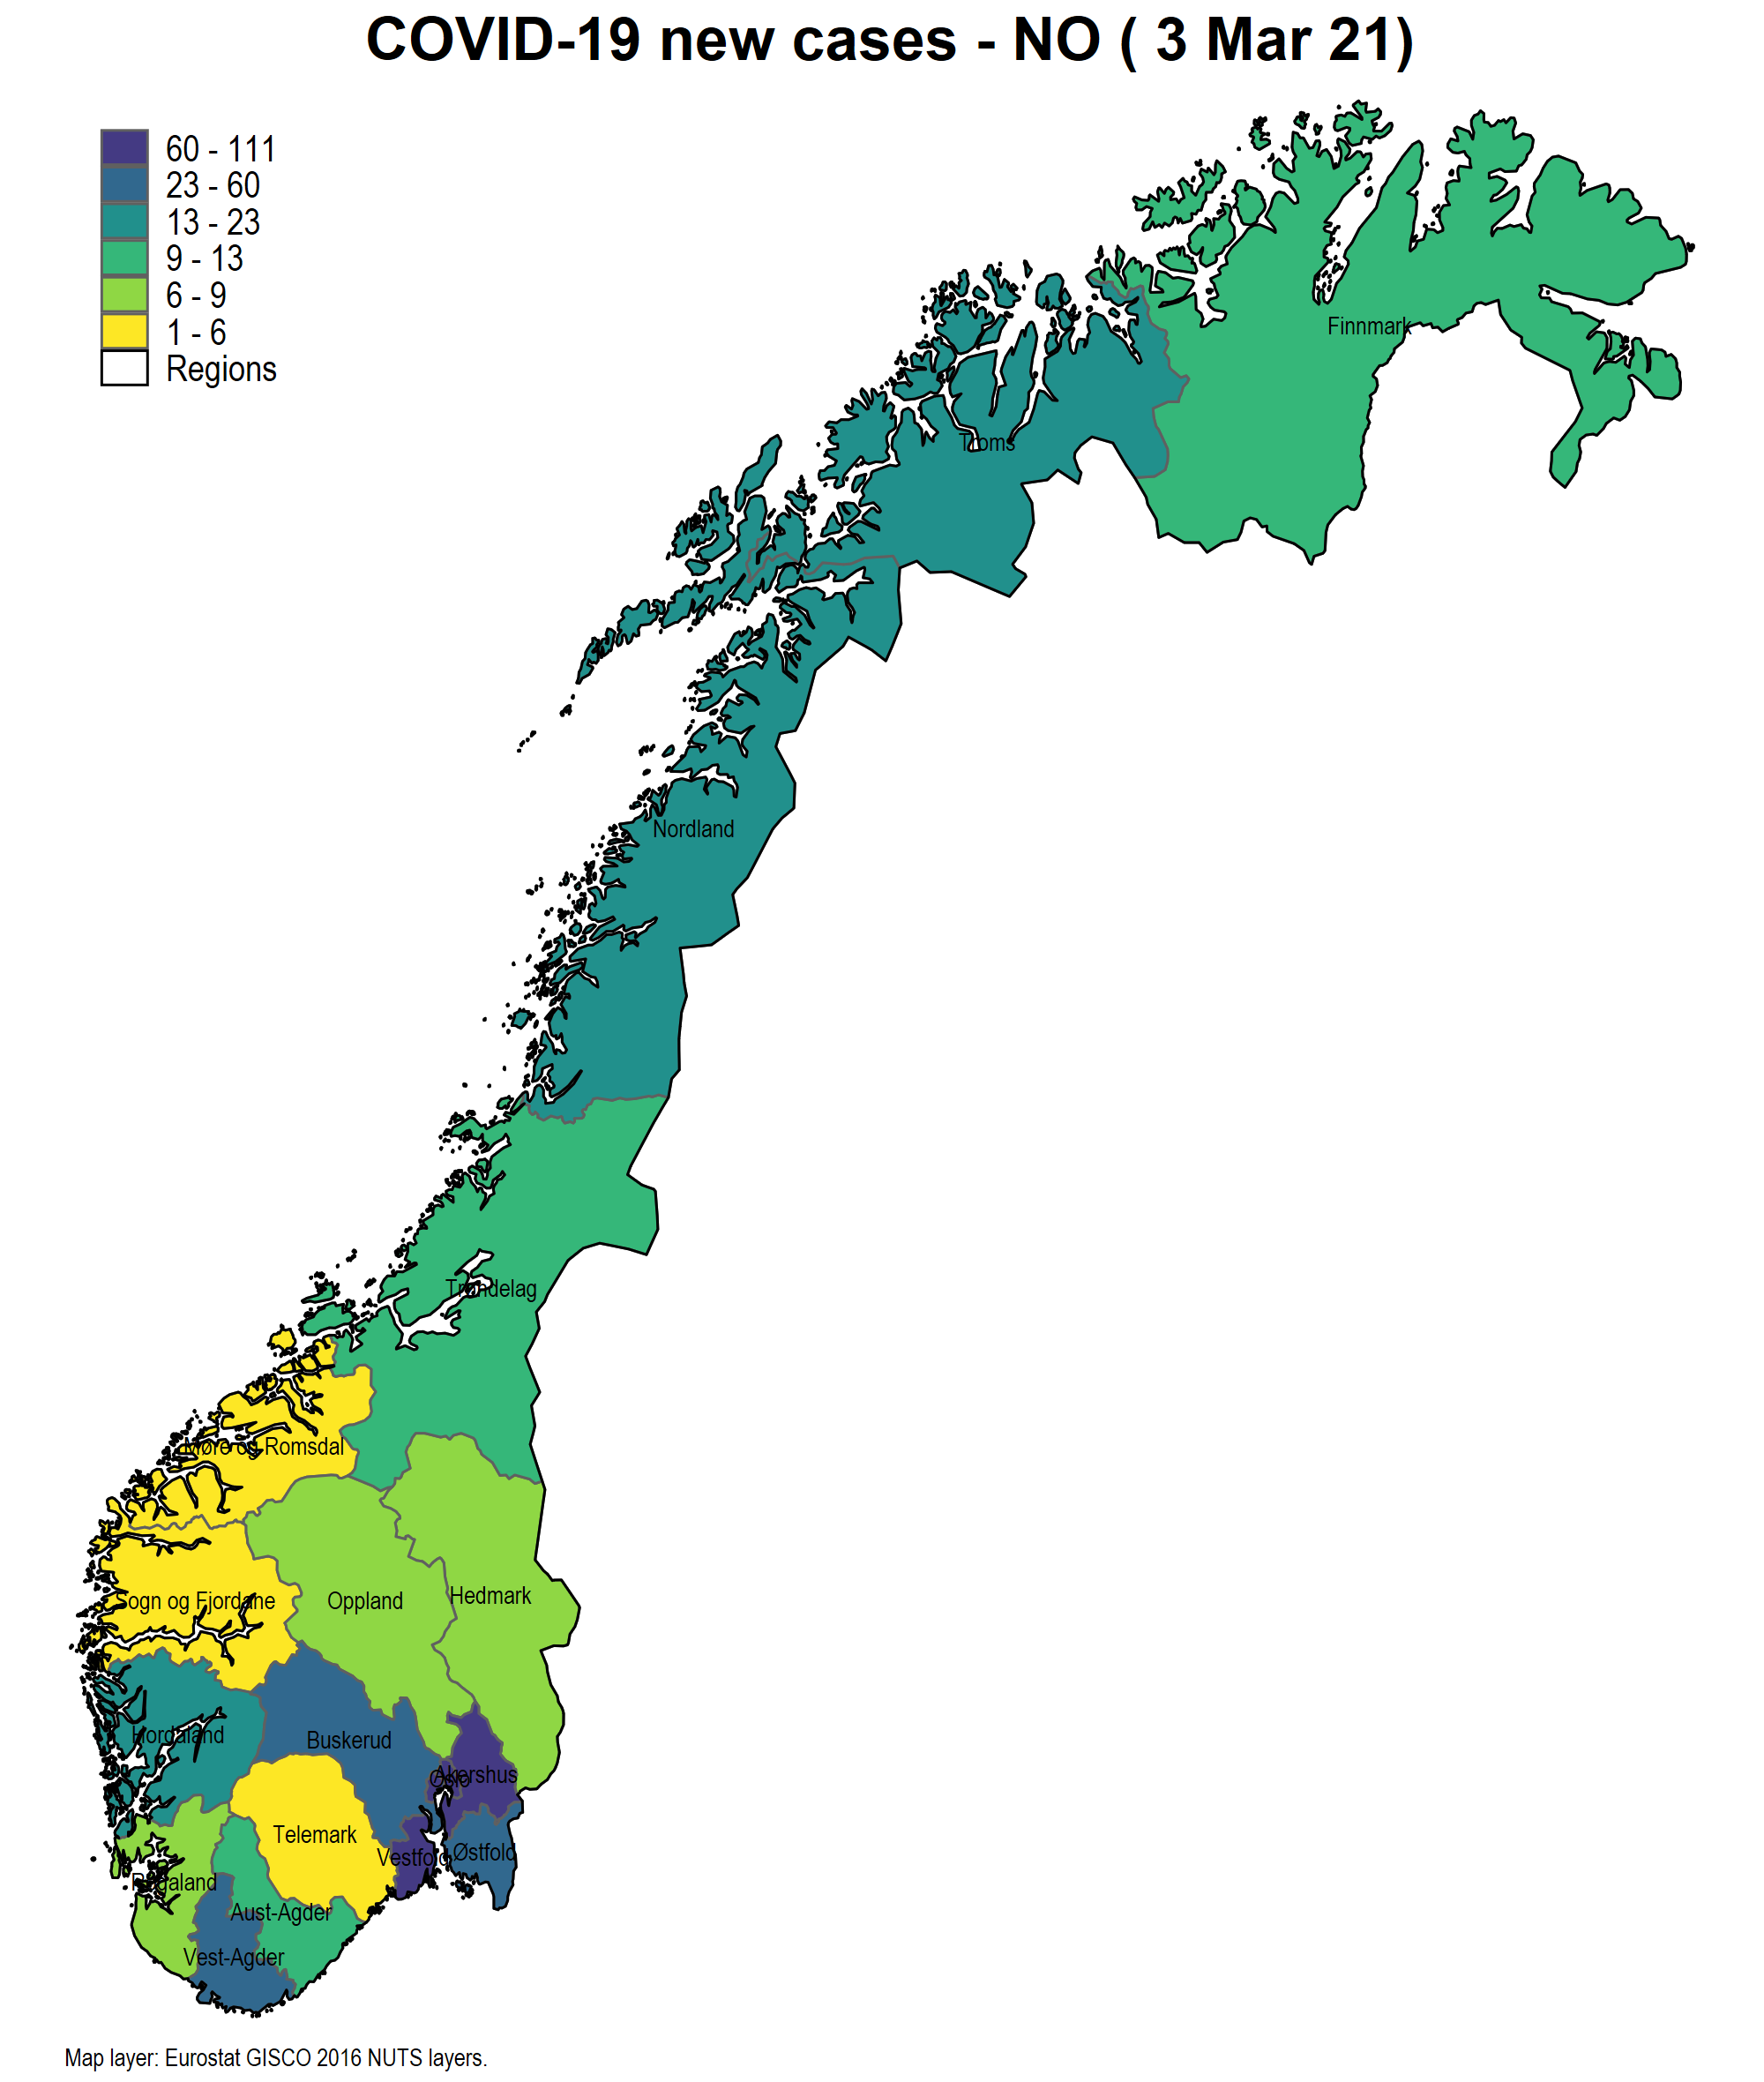 COVID-19 new cases - NO ( 3 Mar 21)
60 - 111
23 - 60
13 - 23
9 - 13
6 - 9
1 - 6
Regions
Finnmark
Troms
Nordland
Trøndelag
Møre og Romsdal
Sogn og Fjordane
Oppland
Hedmark
Hordaland
Buskerud
Oslo
Akershus
Telemark
Vestfold
Østfold
Rogaland
Aust-Agder
Vest-Agder
Map layer: Eurostat GISCO 2016 NUTS layers.